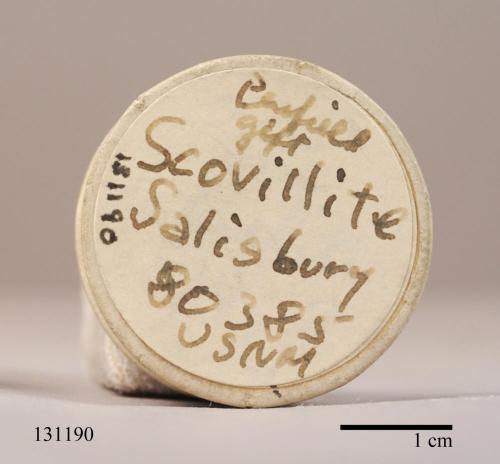 Canfield
gift
Scovillite
Salisbury
80385
USNM
131190
131190
1 cm